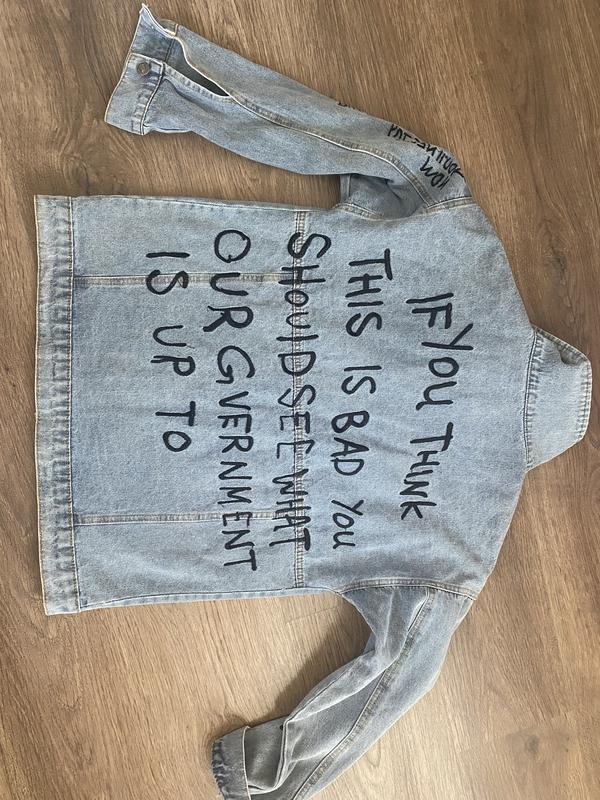 IF YOU THINK
THIS IS BAD YOU
SHOULD SEE WHAT
OUR GVERNMENT
IS UP TO